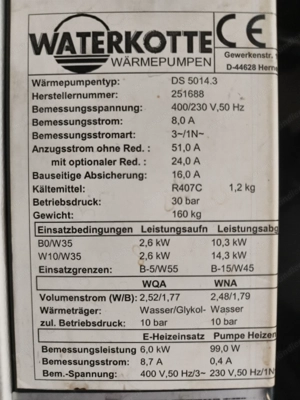 WATERKOTTE
WÄRMEPUMPEN
CE
Gewerkenstr.
D-44628 Herne
Wärmepumpentyp: DS 5014.3
Herstellernummer: 251688
Bemessungsspannung: 400/230 V,50 Hz
Bemessungsstrom: 8,0 A
Bemessungsstromart: 3~/1N~
Anzugsstrom ohne Red. : 51,0 A
mit optionaler Red. : 24,0 A
Bauseitige Absicherung: 16,0 A
Kältemittel: R407C 1,2 kg
Betriebsdruck: 30 bar
Gewicht: 160 kg
Einsatzbedingungen Leistungsaufn Leistungsabg
B0/W35 2,6 kW 10,3 kW
W10/W35 2,6 kW 14,3 kW
Einsatzgrenzen: B-5/W55 B-15/W45
WQA WNA
Volumenstrom (W/B): 2,52/1,77 2,48/1,79
Wärmeträger: Wasser/Glykol- Wasser
zul. Betriebsdruck: 10 bar 10 bar
E-Heizeinsatz Pumpe Heizen
Bemessungsleistung 6,0 kW 99,0 W
Bemessungsstrom: 8,7 A 0,4 A
Bem.-Spannung: 400 V,50 Hz/3~ 230 V,50 Hz/1N